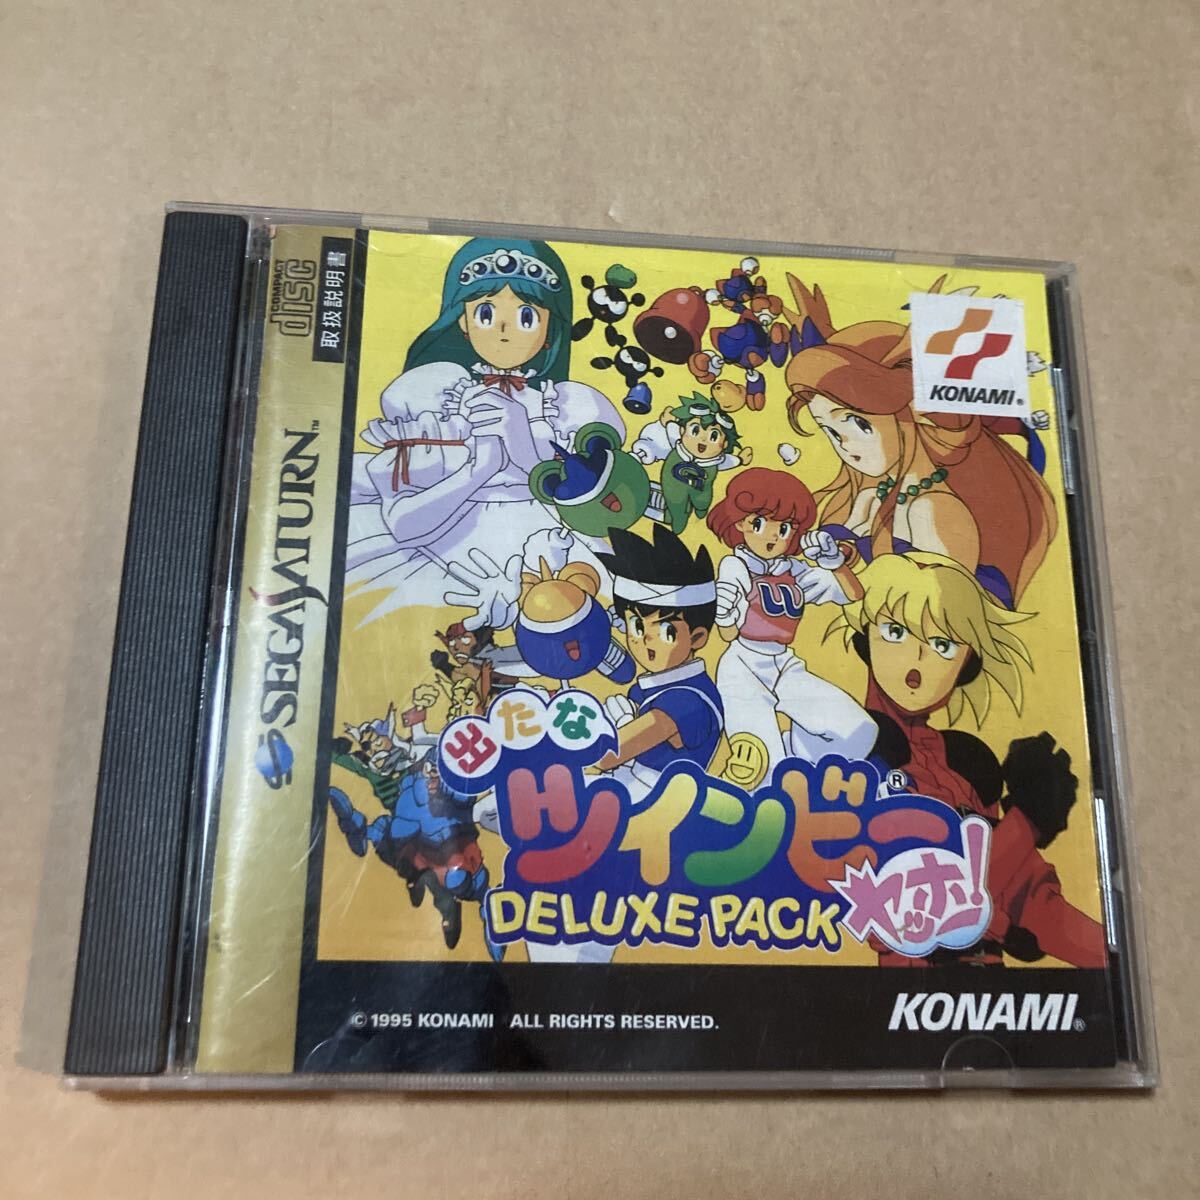 COMPACT
disc
取扱説明書
SEGA SATURN™
KONAMI®
出たな
ツインビー®
ヤッホー!
DELUXE PACK
© 1995 KONAMI ALL RIGHTS RESERVED.
KONAMI®